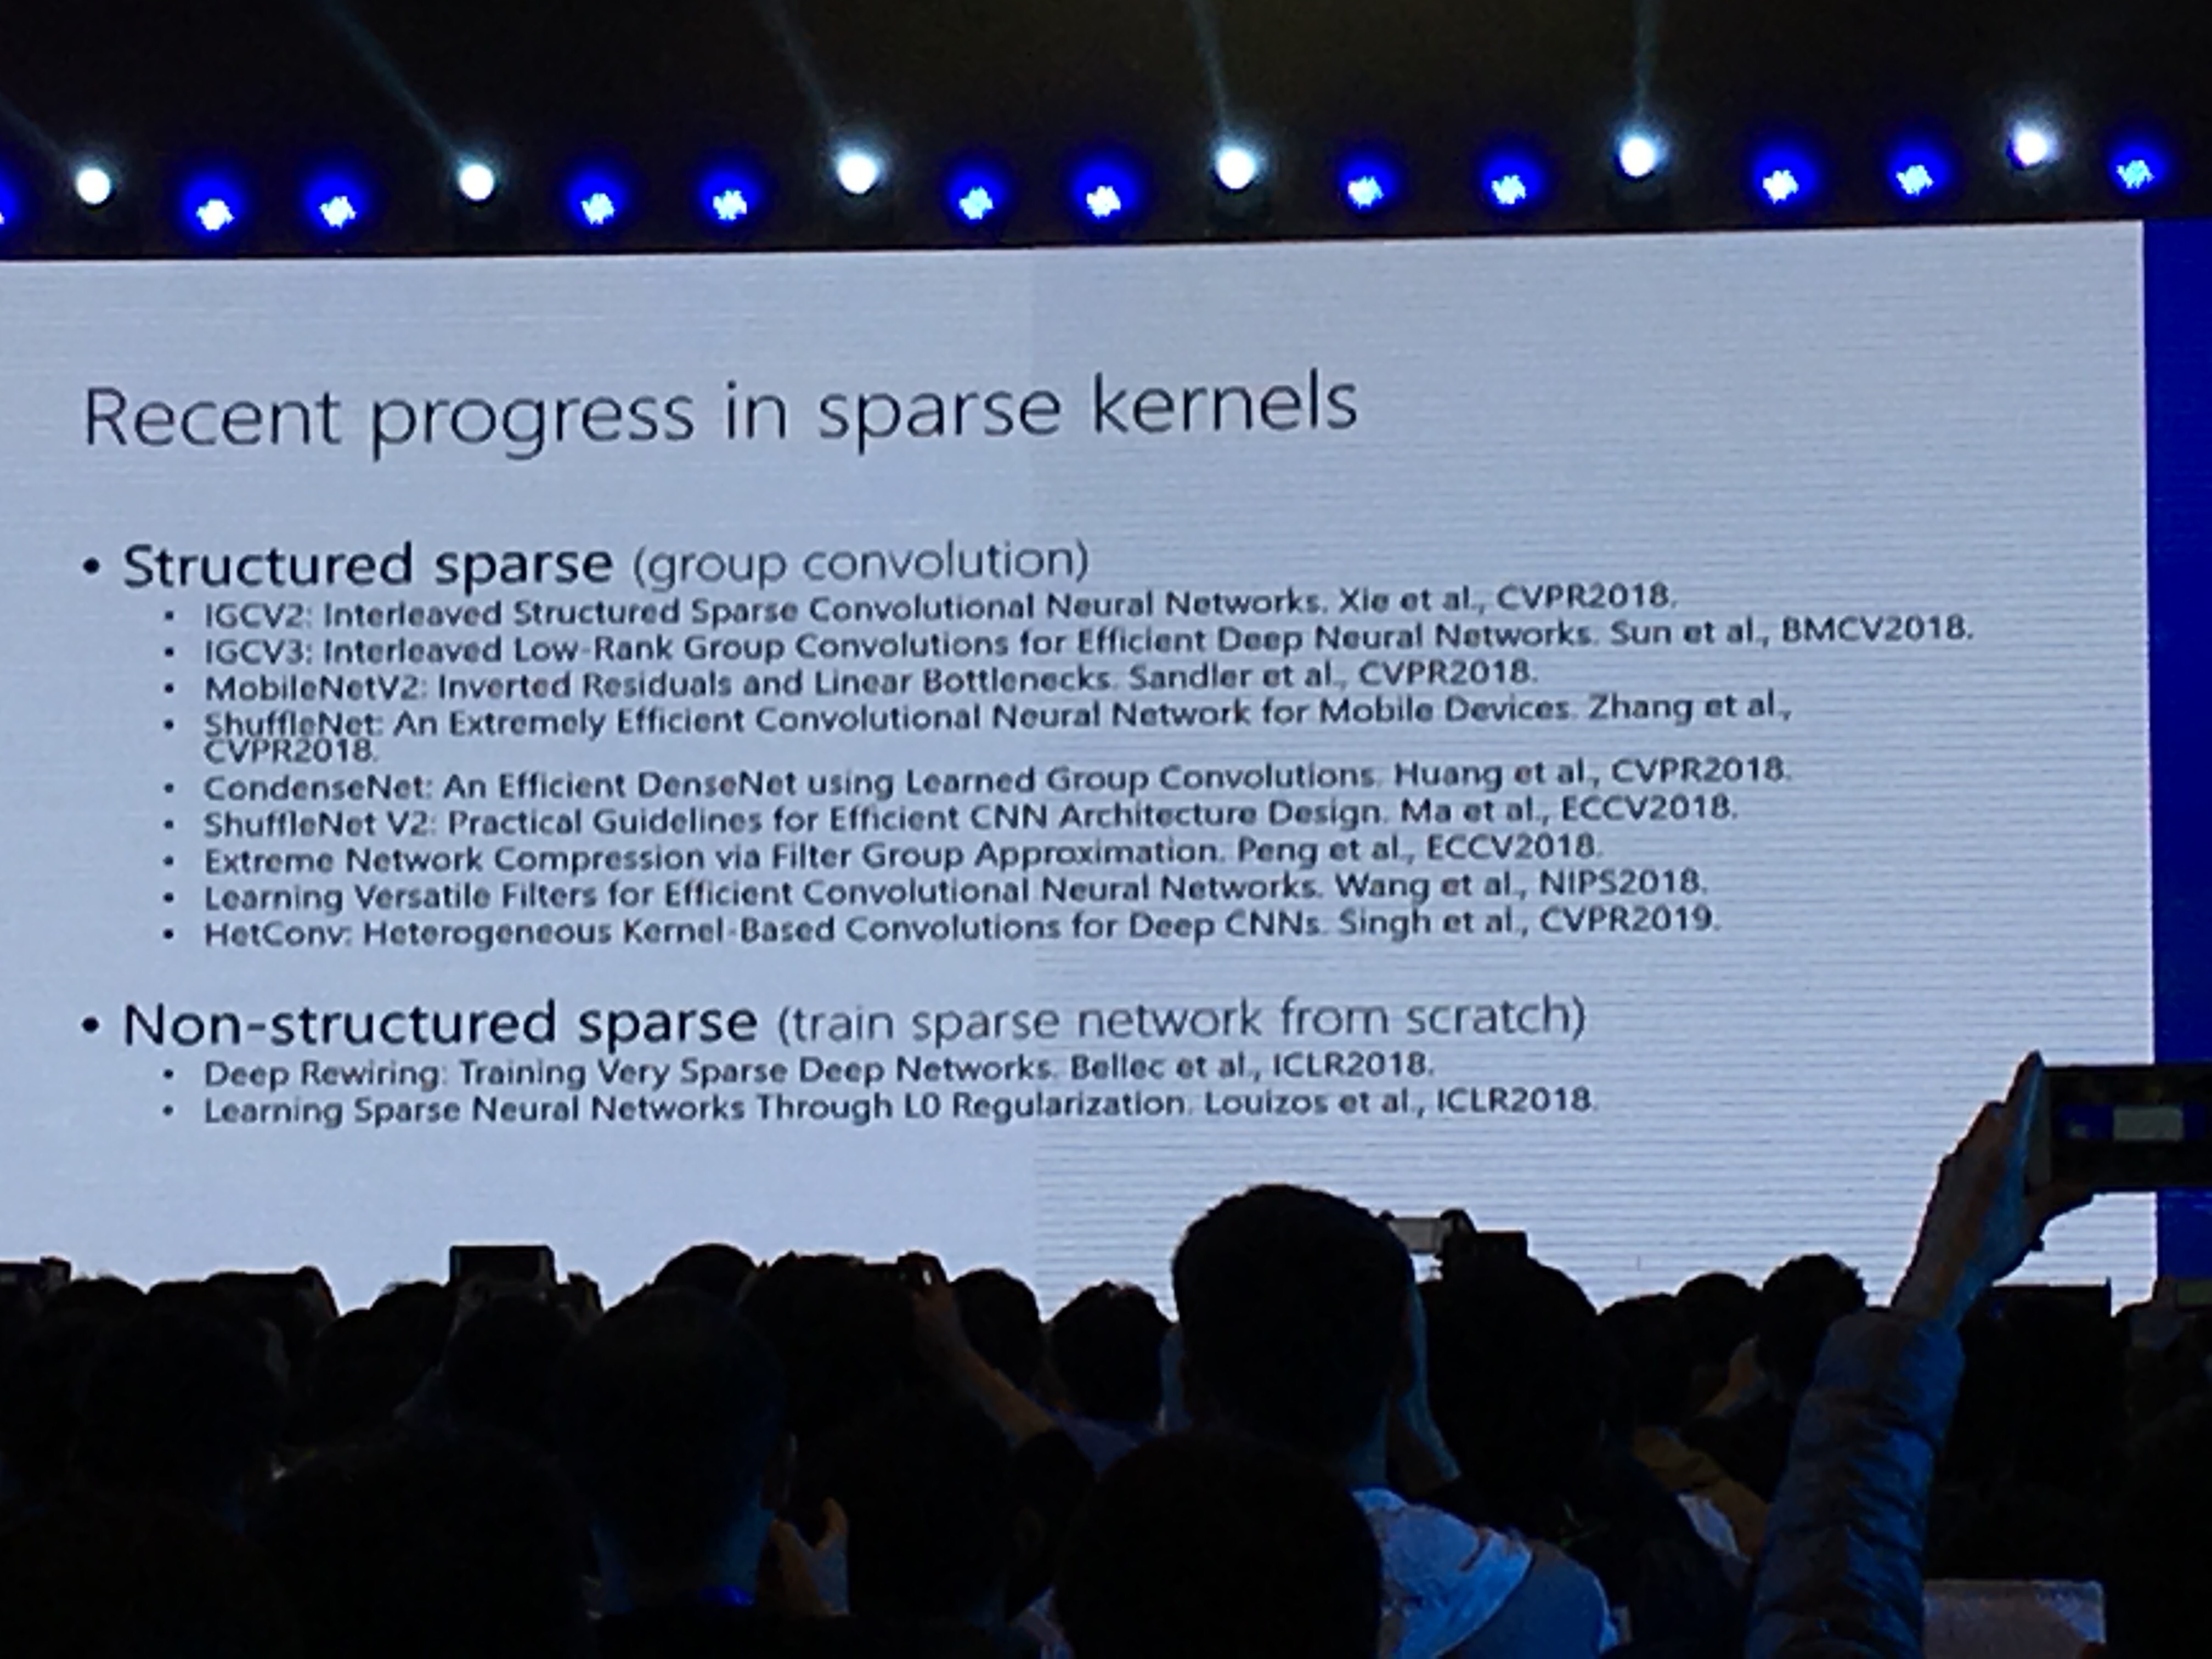 Recent progress in sparse kernels
• Structured sparse (group convolution)
• IGCV2: Interleaved Structured Sparse Convolutional Neural Networks. Xie et al., CVPR2018.
• IGCV3: Interleaved Low-Rank Group Convolutions for Efficient Deep Neural Networks. Sun et al., BMCV2018.
• MobileNetV2: Inverted Residuals and Linear Bottlenecks. Sandler et al., CVPR2018.
• ShuffleNet: An Extremely Efficient Convolutional Neural Network for Mobile Devices. Zhang et al.,
CVPR2018.
• CondenseNet: An Efficient DenseNet using Learned Group Convolutions. Huang et al., CVPR2018.
• ShuffleNet V2: Practical Guidelines for Efficient CNN Architecture Design. Ma et al., ECCV2018.
• Extreme Network Compression via Filter Group Approximation. Peng et al., ECCV2018.
• Learning Versatile Filters for Efficient Convolutional Neural Networks. Wang et al., NIPS2018.
• HetConv: Heterogeneous Kernel-Based Convolutions for Deep CNNs. Singh et al., CVPR2019.
• Non-structured sparse (train sparse network from scratch)
• Deep Rewiring: Training Very Sparse Deep Networks. Bellec et al., ICLR2018.
• Learning Sparse Neural Networks Through L0 Regularization. Louizos et al., ICLR2018.